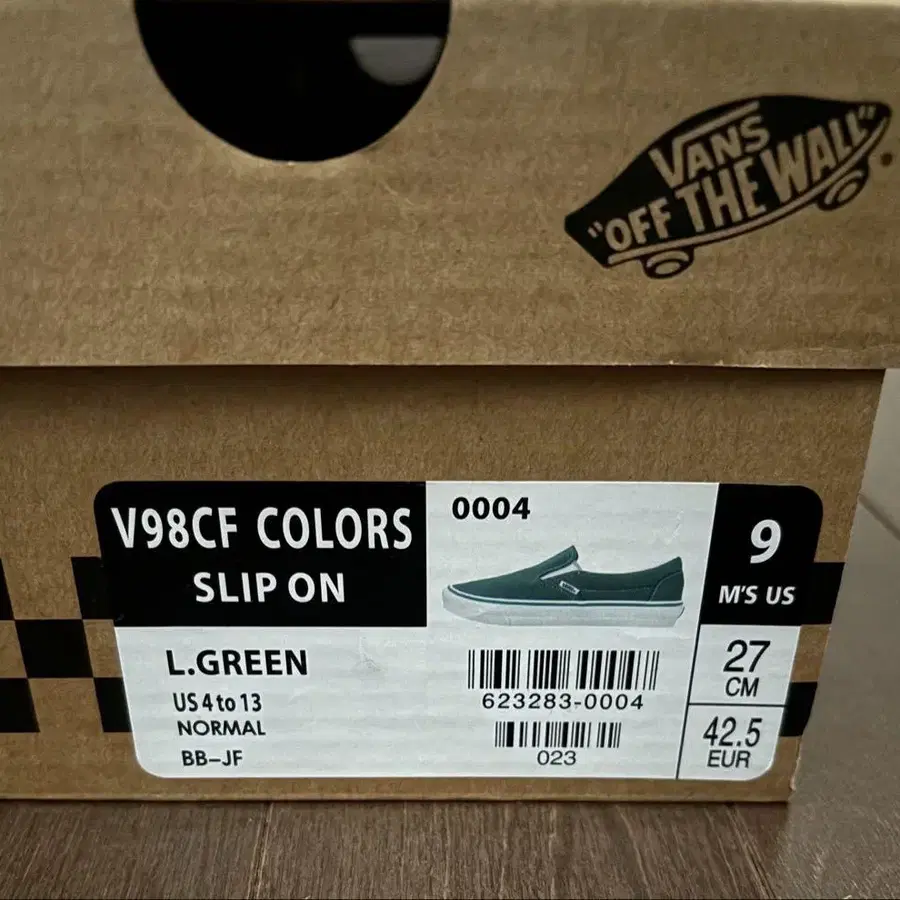 VANS
"OFF THE WALL"
V98CF COLORS
SLIP ON
0004
9
M'S US
L.GREEN
US 4 to 13
NORMAL
BB-JF
623283-0004
023
27
CM
42.5
EUR